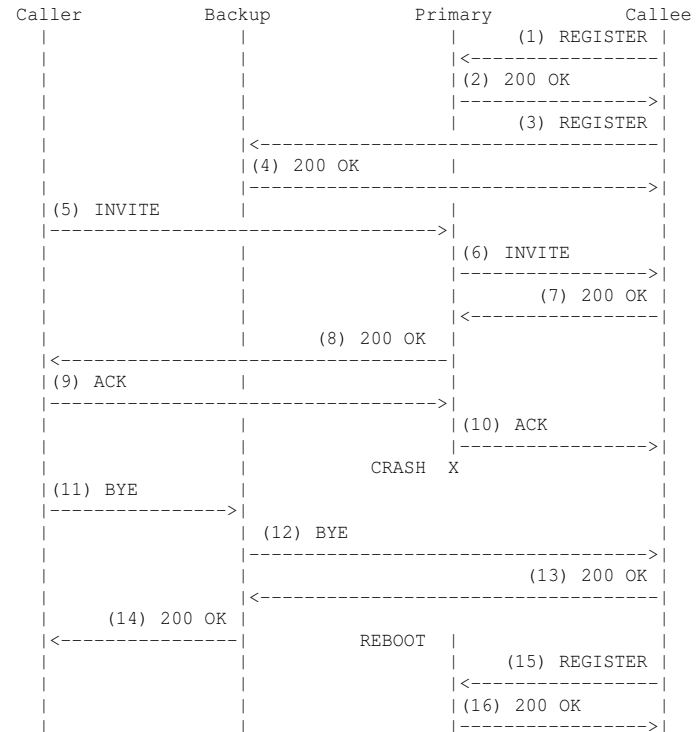 Caller Backup Primary Callee
(1) REGISTER
(2) 200 OK
(3) REGISTER
(4) 200 OK
(5) INVITE
(6) INVITE
(7) 200 OK
(8) 200 OK
(9) ACK
(10) ACK
CRASH X
(11) BYE
(12) BYE
(13) 200 OK
(14) 200 OK
REBOOT
(15) REGISTER
(16) 200 OK